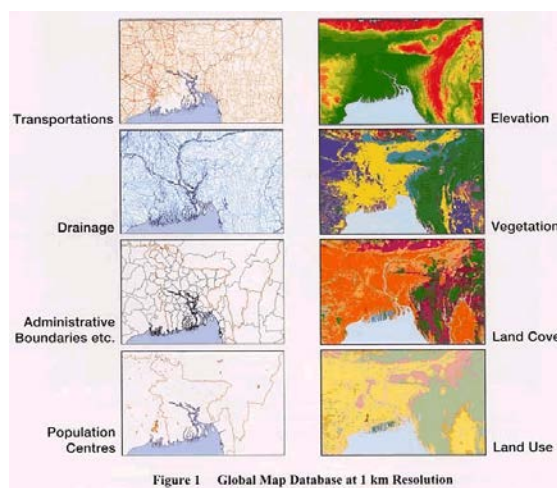 Transportations
Elevation
Drainage
Vegetation
Administrative
Boundaries etc.
Land Cove
Population
Centres
Land Use
Figure 1 Global Map Database at 1 km Resolution